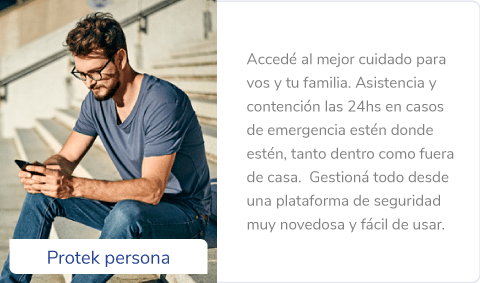 Accedé al mejor cuidado para
vos y tu familia. Asistencia y
contención las 24hs en casos
de emergencia estén donde
estén, tanto dentro como fuera
de casa. Gestioná todo desde
una plataforma de seguridad
muy novedosa y fácil de usar.
Protek persona